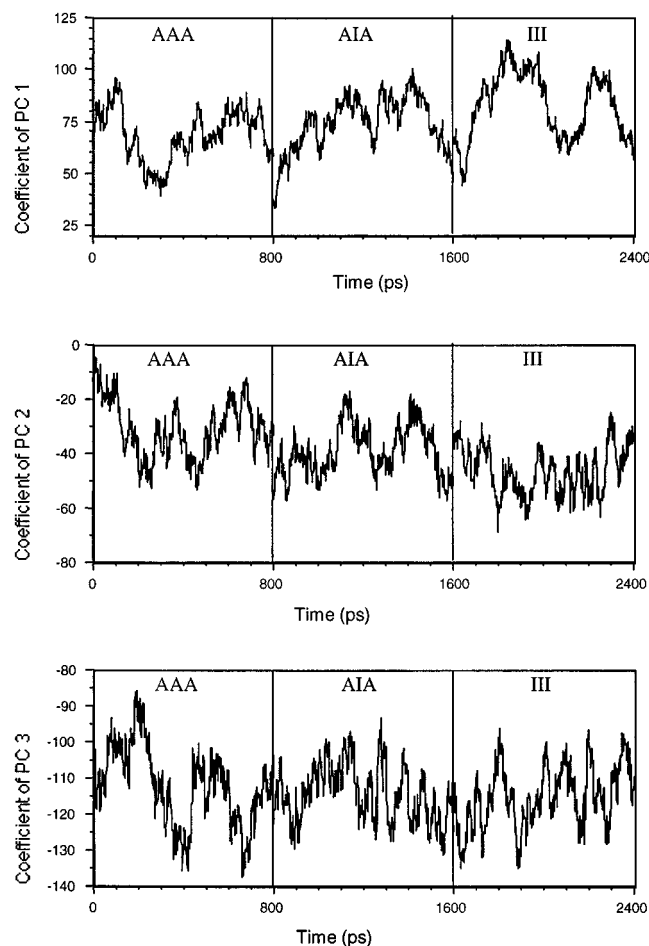 125
AAA
AIA
III
100
75
50
25
Coefficient of PC 1
0
800
1600
2400
Time (ps)
0
AAA
AIA
III
-20
-40
-60
-80
Coefficient of PC 2
0
800
1600
2400
Time (ps)
-80
AAA
AIA
III
-90
-100
-110
-120
-130
-140
Coefficient of PC 3
0
800
1600
2400
Time (ps)